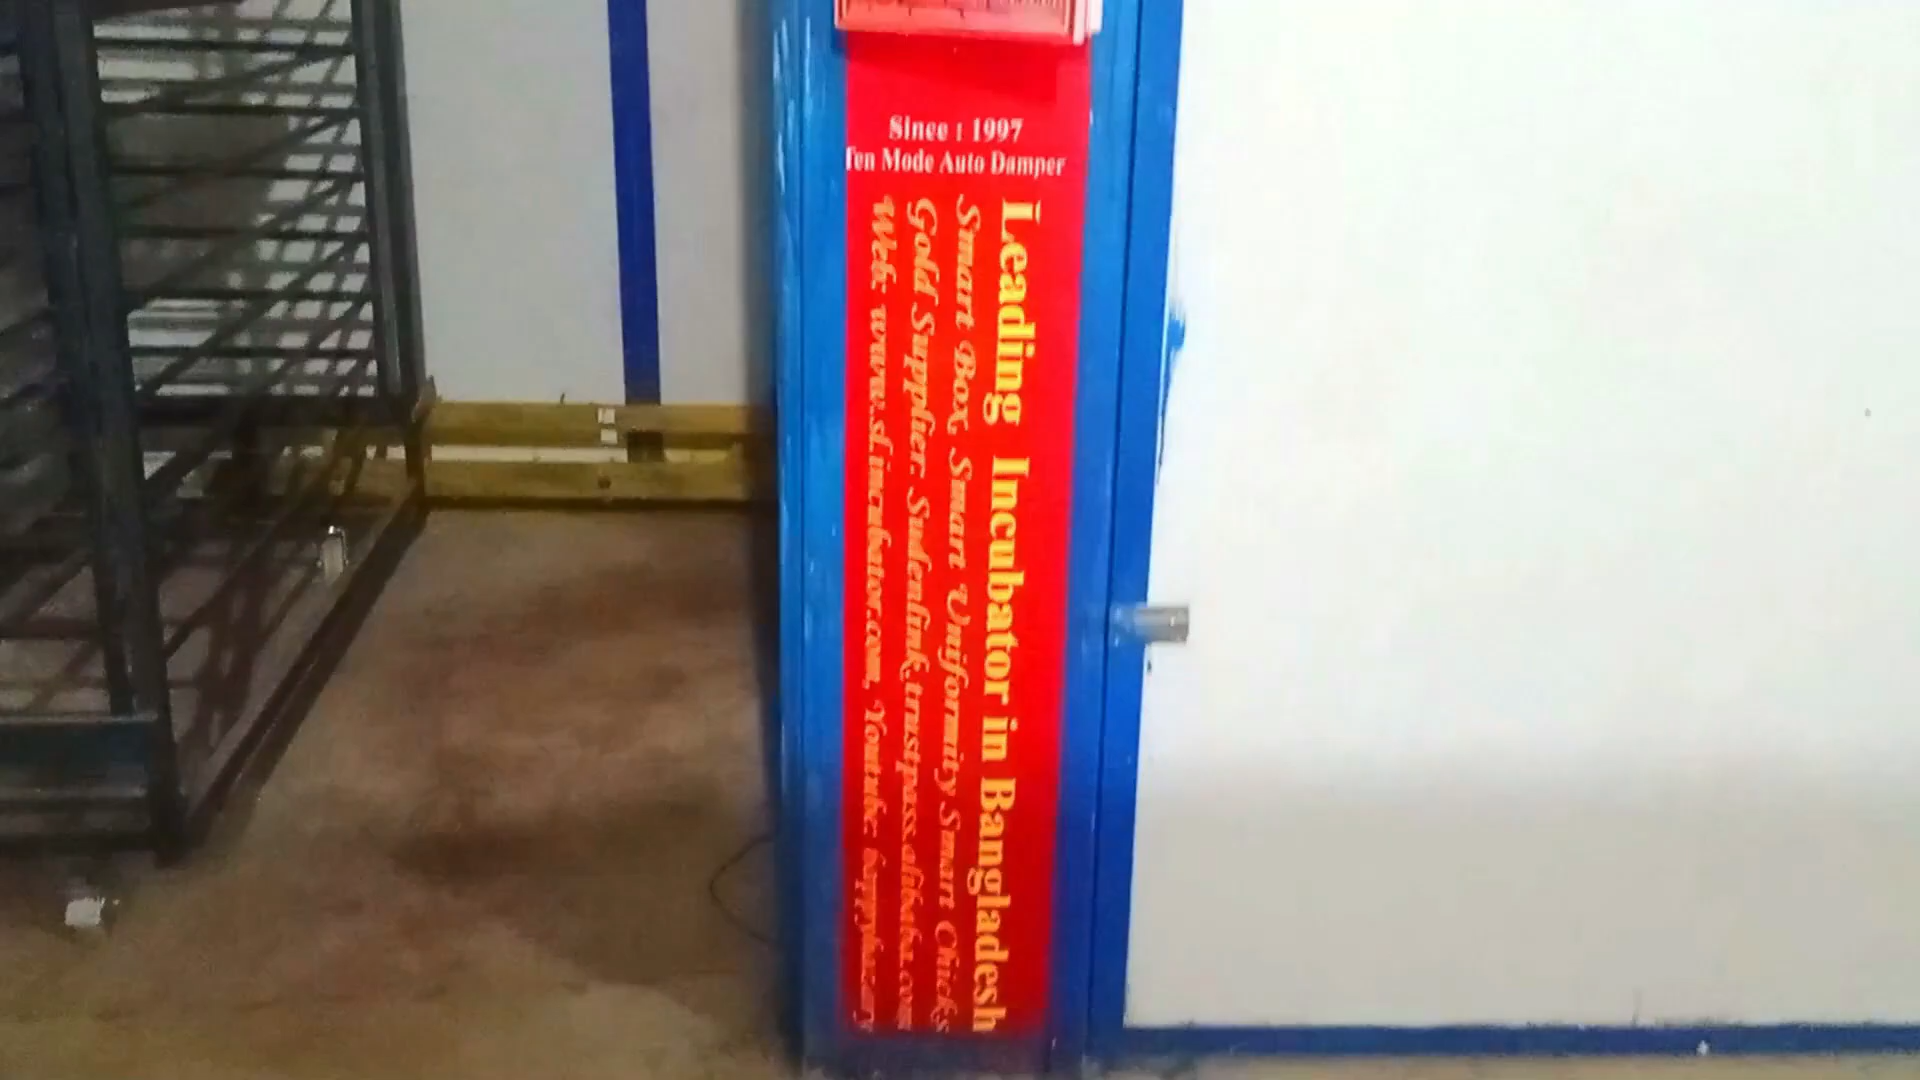 Since : 1997
Ten Mode Auto Damper
Leading Incubator in Bangladesh
Smart Box, Smart Uniformity Smart Chicks
Gold Supplier: Sudenlink.trustpass.alibaba.com
Web: www.sl.incubator.com, Youtube: